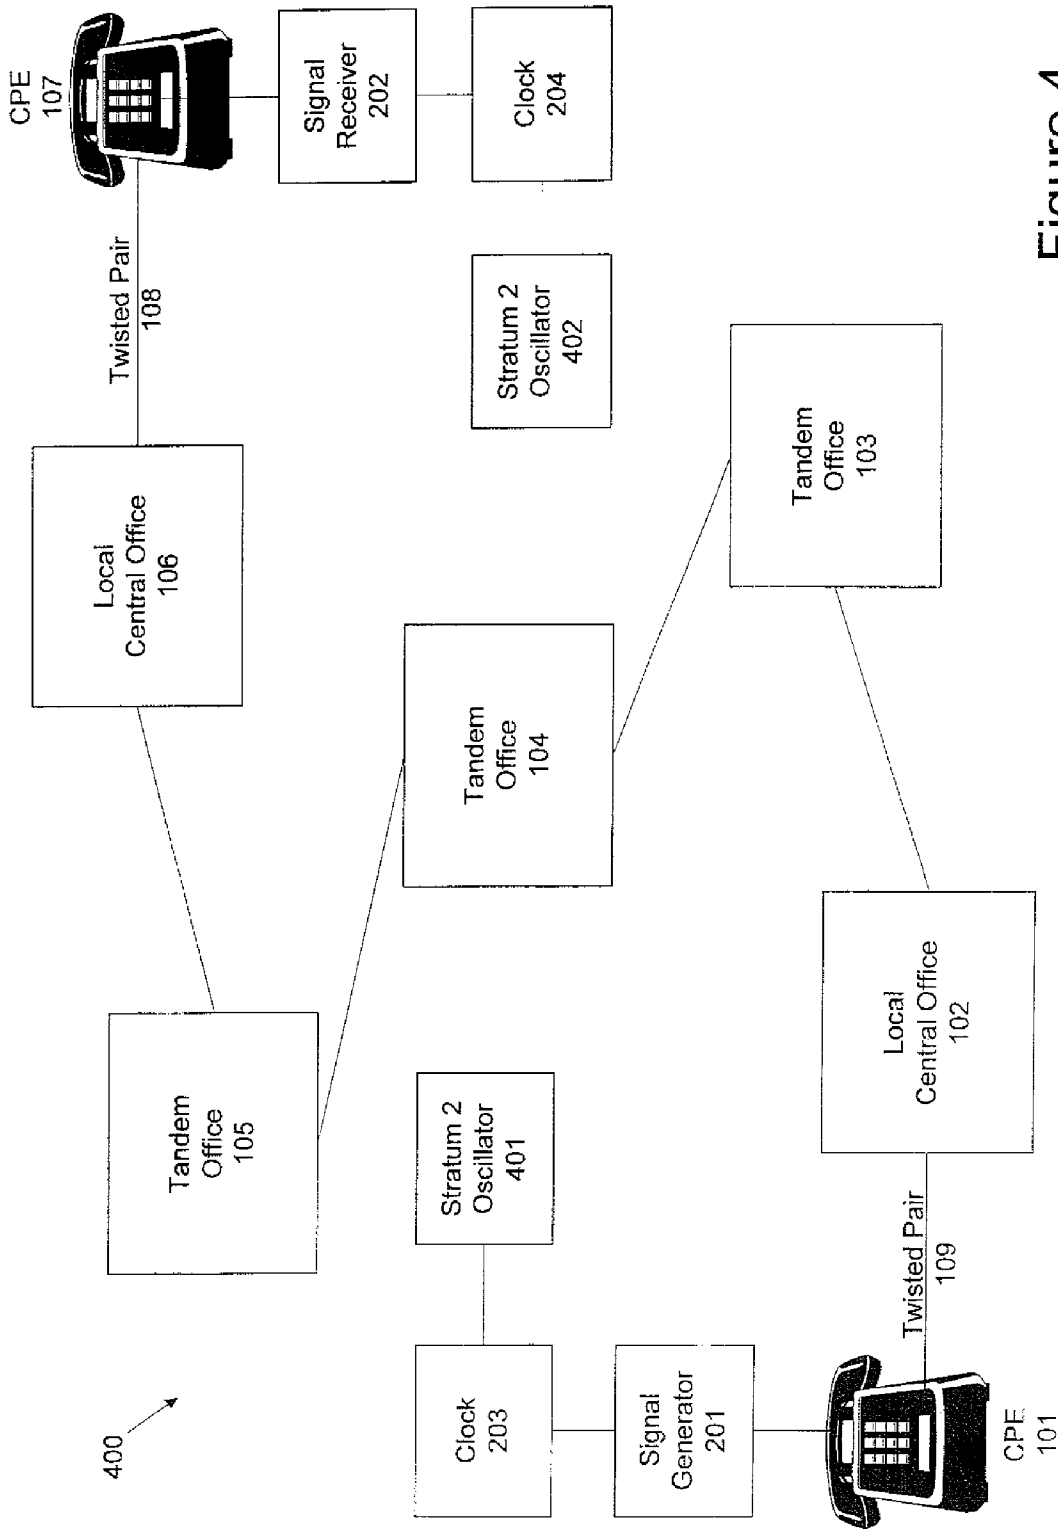 400
CPE
107
Signal
Receiver
202
Clock
204
Twisted Pair
108
Local
Central Office
106
Stratum 2
Oscillator
402
Tandem
Office
105
Tandem
Office
104
Tandem
Office
103
Stratum 2
Oscillator
401
Clock
203
Signal
Generator
201
Local
Central Office
102
Twisted Pair
109
CPE
101
Figure 4